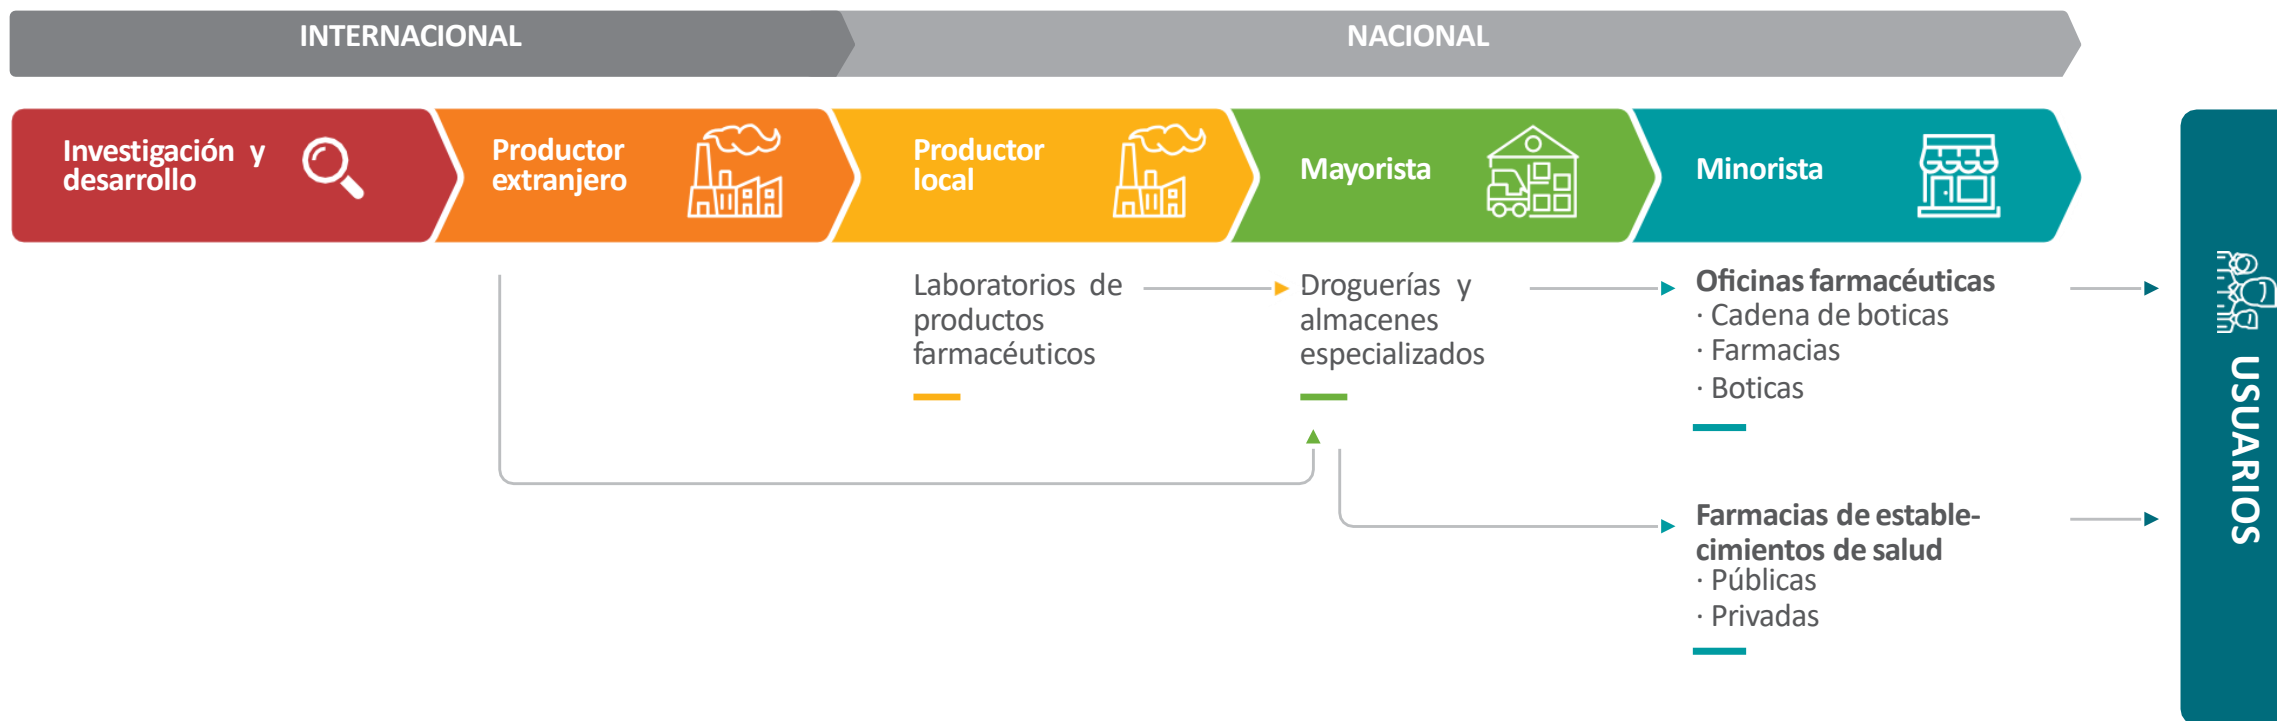 INTERNACIONAL
NACIONAL
Investigación y
desarrollo
Productor
extranjero
Productor
local
Mayorista
Minorista
Laboratorios de
productos
farmacéuticos
Droguerías y
almacenes
especializados
Oficinas farmacéuticas
· Cadena de boticas
· Farmacias
· Boticas
Farmacias de estable-
cimientos de salud
· Públicas
· Privadas
USUARIOS